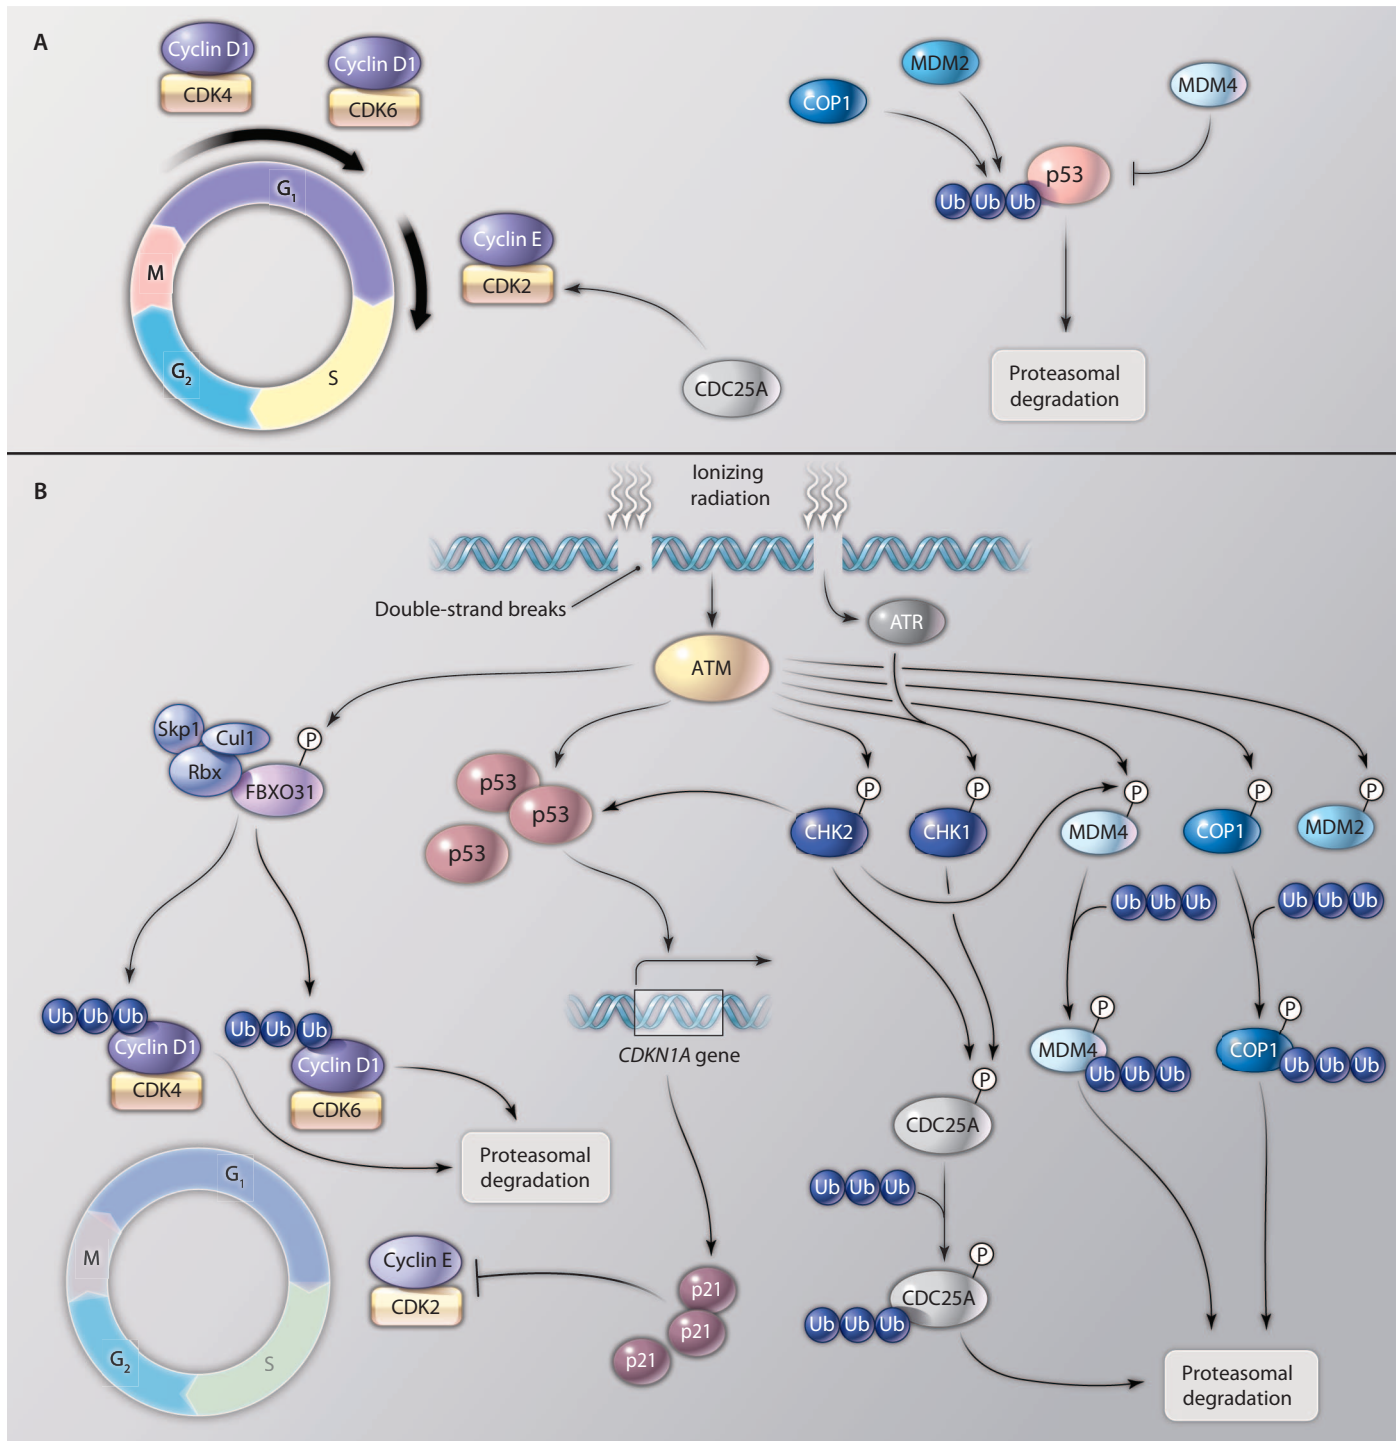 A
Cyclin D1
CDK4
Cyclin D1
CDK6
G1
M
G2
S
Cyclin E
CDK2
CDC25A
COP1
MDM2
MDM4
p53
Ub Ub Ub
Proteasomal
degradation
B
Ionizing
radiation
Double-strand breaks
ATR
ATM
Skp1
Cul1
Rbx
FBXO31
P
p53
p53
p53
P
CHK2
P
CHK1
P
MDM4
P
COP1
P
MDM2
Ub Ub Ub
Ub Ub Ub
Ub Ub Ub
Cyclin D1
CDK4
Ub Ub Ub
Cyclin D1
CDK6
CDKN1A gene
P
MDM4
Ub Ub Ub
P
COP1
Ub Ub Ub
P
CDC25A
Proteasomal
degradation
Ub Ub Ub
G1
M
G2
S
Cyclin E
CDK2
p21
p21
p21
P
CDC25A
Ub Ub Ub
Proteasomal
degradation